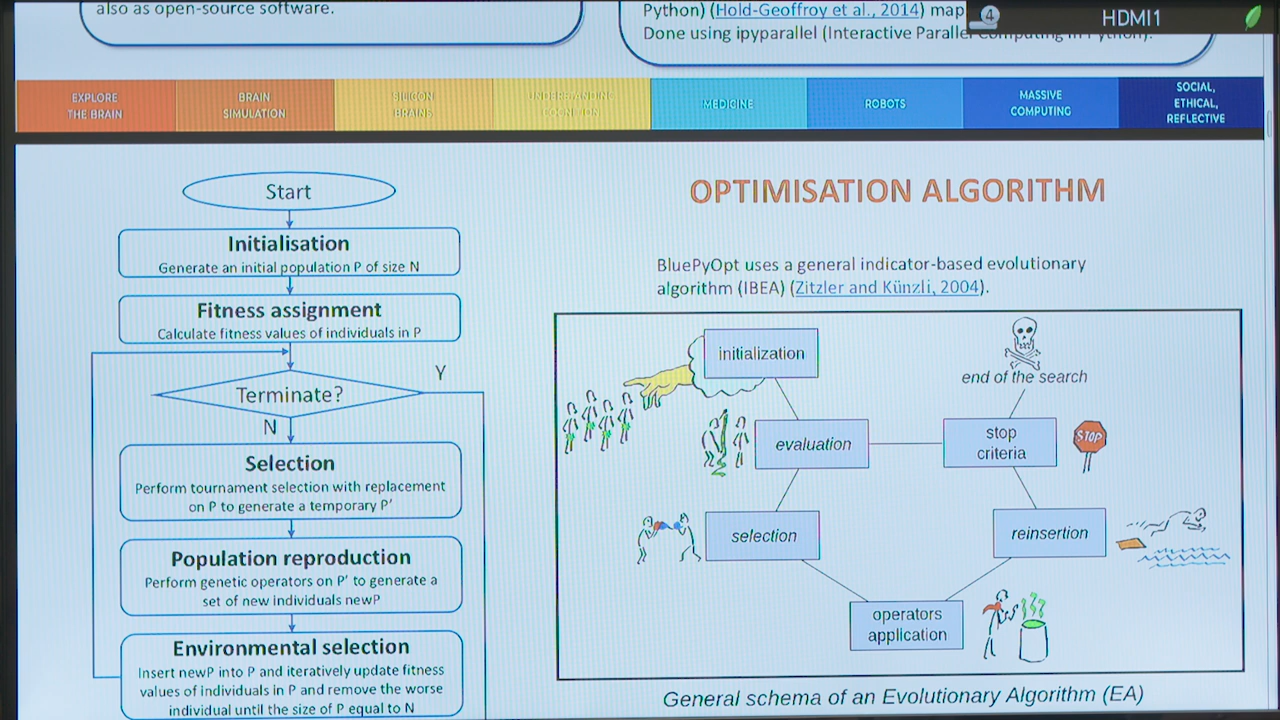 also as open-source software.
Python) (Hold-Geoffroy et al., 2014) map
Done using ipyparallel (Interactive Parallel Computing in Python).
4
HDMI1
EXPLORE
THE BRAIN
BRAIN
SIMULATION
SILICON
BRAINS
UNDERSTANDING
COGNITION
MEDICINE
ROBOTS
MASSIVE
COMPUTING
SOCIAL,
ETHICAL,
REFLECTIVE
Start
Initialisation
Generate an initial population P of size N
Fitness assignment
Calculate fitness values of individuals in P
Terminate?
Y
N
Selection
Perform tournament selection with replacement
on P to generate a temporary P'
Population reproduction
Perform genetic operators on P' to generate a
set of new individuals newP
Environmental selection
Insert newP into P and iteratively update fitness
values of individuals in P and remove the worse
individual until the size of P equal to N
OPTIMISATION ALGORITHM
BluePyOpt uses a general indicator-based evolutionary
algorithm (IBEA) (Zitzler and Künzli, 2004).
initialization
end of the search
evaluation
stop
criteria
STOP
selection
reinsertion
operators
application
General schema of an Evolutionary Algorithm (EA)